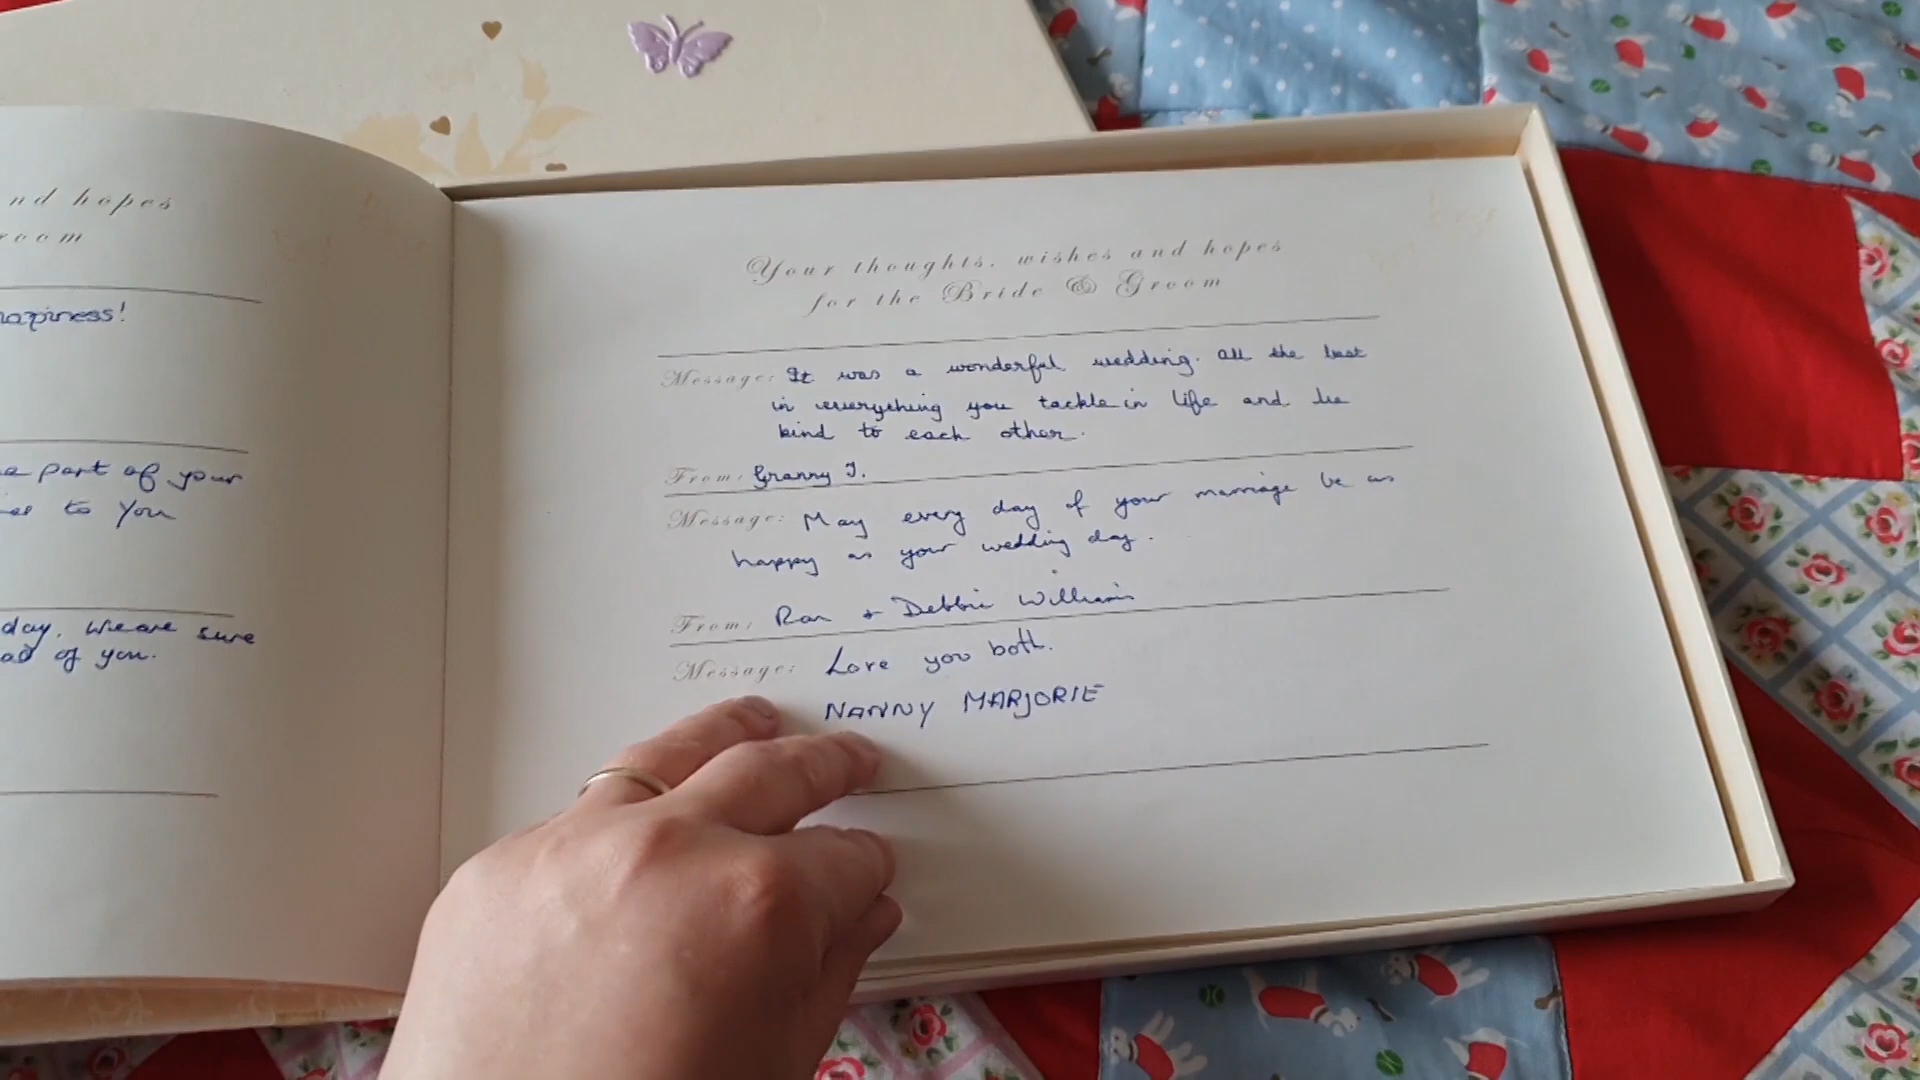 nd hopes
room
happiness!
a part of your
to you
day. We are sure
of you.
Your thoughts, wishes and hopes
for the Bride & Groom
Message: It was a wonderful wedding. All the best
in everything you tackle in life and be
kind to each other.
From: Granny J.
Message: May every day of your marriage be as
happy as your wedding day.
From: Ron + Debbie Williams
Message: Love you both.
NANNY MARJORIE